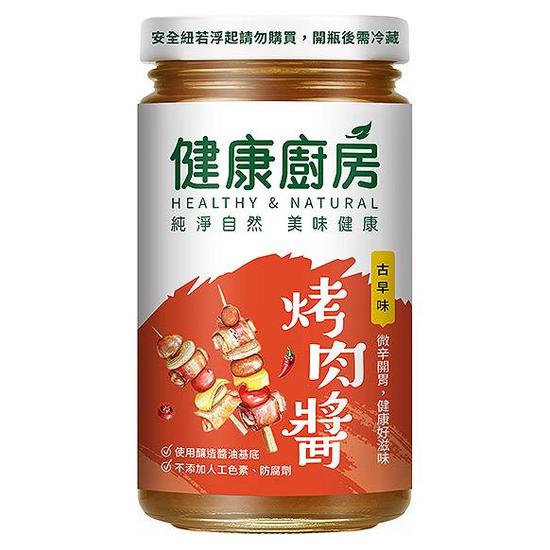 安全鈕若浮起請勿購買，開瓶後需冷藏
健康廚房
HEALTHY & NATURAL
純淨自然 美味健康
古早味
烤肉醬
微辛開胃，健康好滋味
使用釀造醬油基底
不添加人工色素、防腐劑